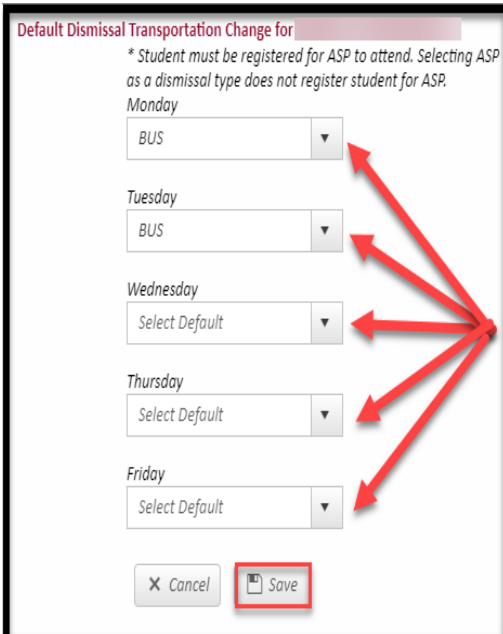 Default Dismissal Transportation Change for
* Student must be registered for ASP to attend. Selecting ASP
as a dismissal type does not register student for ASP.
Monday
BUS
Tuesday
BUS
Wednesday
Select Default
Thursday
Select Default
Friday
Select Default
Cancel
Save